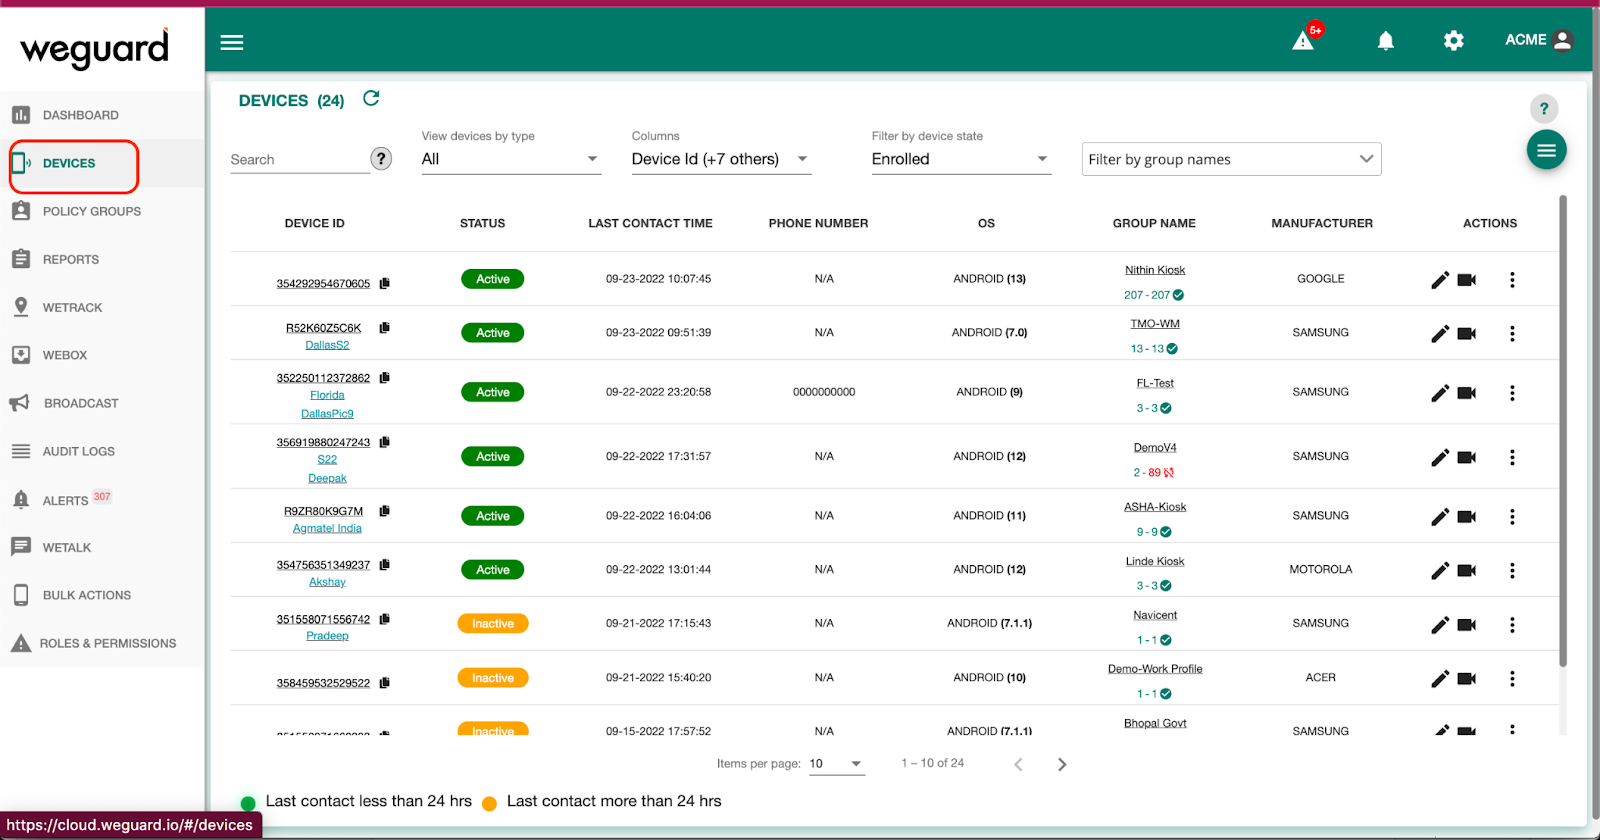 weguard
5+
ACME
DASHBOARD
DEVICES
POLICY GROUPS
REPORTS
WETRACK
WEBOX
BROADCAST
AUDIT LOGS
ALERTS 307
WETALK
BULK ACTIONS
ROLES & PERMISSIONS
DEVICES (24)
?
View devices by type Columns Filter by device state
Search ? All Device Id (+7 others) Enrolled Filter by group names
DEVICE ID STATUS LAST CONTACT TIME PHONE NUMBER OS GROUP NAME MANUFACTURER ACTIONS
354292954670605 Active 09-23-2022 10:07:45 N/A ANDROID (13) Nithin Kiosk GOOGLE
207 - 207
R52K60Z5C6K Active 09-23-2022 09:51:39 N/A ANDROID (7.0) TMO-WM SAMSUNG
DallasS2 13 - 13
352250112372862 Active 09-22-2022 23:20:58 0000000000 ANDROID (9) FL-Test SAMSUNG
Florida 3 - 3
DallasPic9
356919880247243 Active 09-22-2022 17:31:57 N/A ANDROID (12) DemoV4 SAMSUNG
S22 2 - 89
Deepak
R9ZR80K9G7M Active 09-22-2022 16:04:06 N/A ANDROID (11) ASHA-Kiosk SAMSUNG
Agmatel India 9 - 9
354756351349237 Active 09-22-2022 13:01:44 N/A ANDROID (12) Linde Kiosk MOTOROLA
Akshay 3 - 3
351558071556742 Inactive 09-21-2022 17:15:43 N/A ANDROID (7.1.1) Navicent SAMSUNG
Pradeep 1 - 1
358459532529522 Inactive 09-21-2022 15:40:20 N/A ANDROID (10) Demo-Work Profile ACER
1 - 1
Inactive 09-15-2022 17:57:52 N/A ANDROID (7.1.1) Bhopal Govt SAMSUNG
Items per page: 10 1 – 10 of 24
Last contact less than 24 hrs Last contact more than 24 hrs
https://cloud.weguard.io/#/devices